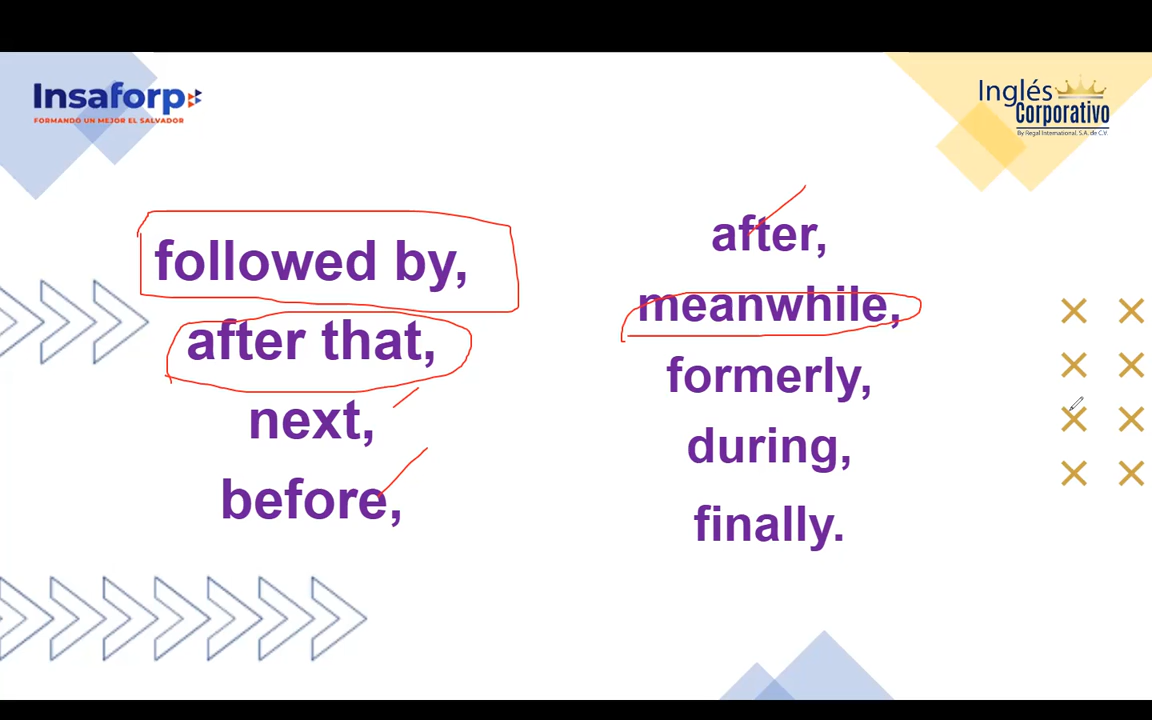 Insaforp
FORMANDO UN MEJOR EL SALVADOR
Inglés
Corporativo
By Regal International, S.A. de C.V.
followed by,
after that,
next,
before,
after,
meanwhile,
formerly,
during,
finally.